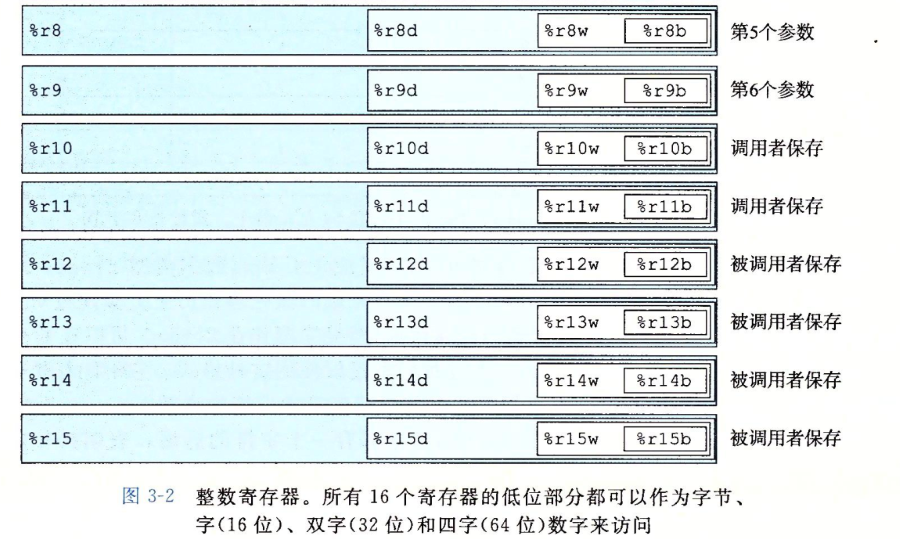 %r8 %r8d %r8w %r8b 第5个参数
%r9 %r9d %r9w %r9b 第6个参数
%r10 %r10d %r10w %r10b 调用者保存
%r11 %r11d %r11w %r11b 调用者保存
%r12 %r12d %r12w %r12b 被调用者保存
%r13 %r13d %r13w %r13b 被调用者保存
%r14 %r14d %r14w %r14b 被调用者保存
%r15 %r15d %r15w %r15b 被调用者保存
图 3-2 整数寄存器。所有 16 个寄存器的低位部分都可以作为字节、
字(16 位)、双字(32 位)和四字(64 位)数字来访问